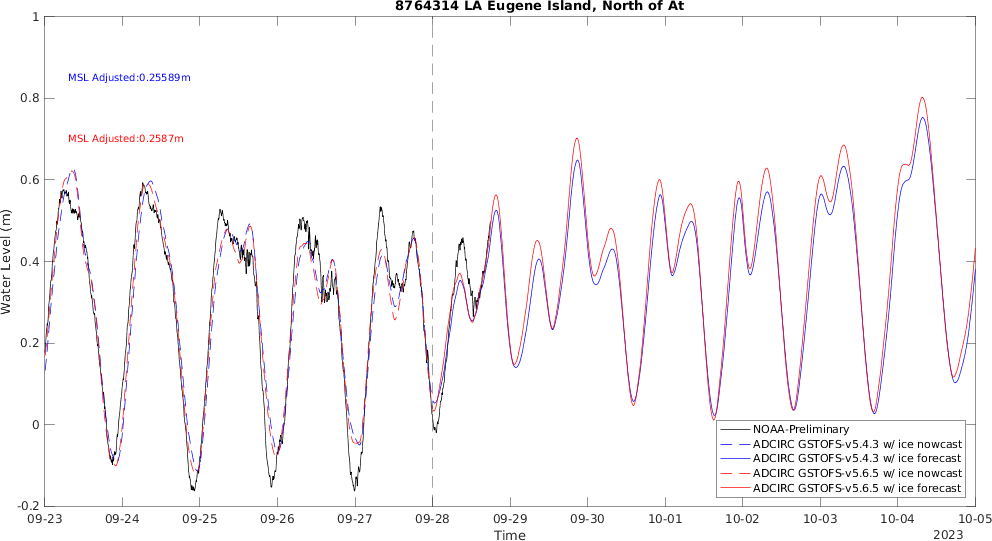 8764314 LA Eugene Island, North of At
MSL Adjusted:0.25589m
MSL Adjusted:0.2587m
Water Level (m)
1
0.8
0.6
0.4
0.2
0
-0.2
09-23 09-24 09-25 09-26 09-27 09-28 09-29 09-30 10-01 10-02 10-03 10-04 10-05
Time
2023
NOAA-Preliminary
ADCIRC GSTOFS-v5.4.3 w/ ice nowcast
ADCIRC GSTOFS-v5.4.3 w/ ice forecast
ADCIRC GSTOFS-v5.6.5 w/ ice nowcast
ADCIRC GSTOFS-v5.6.5 w/ ice forecast